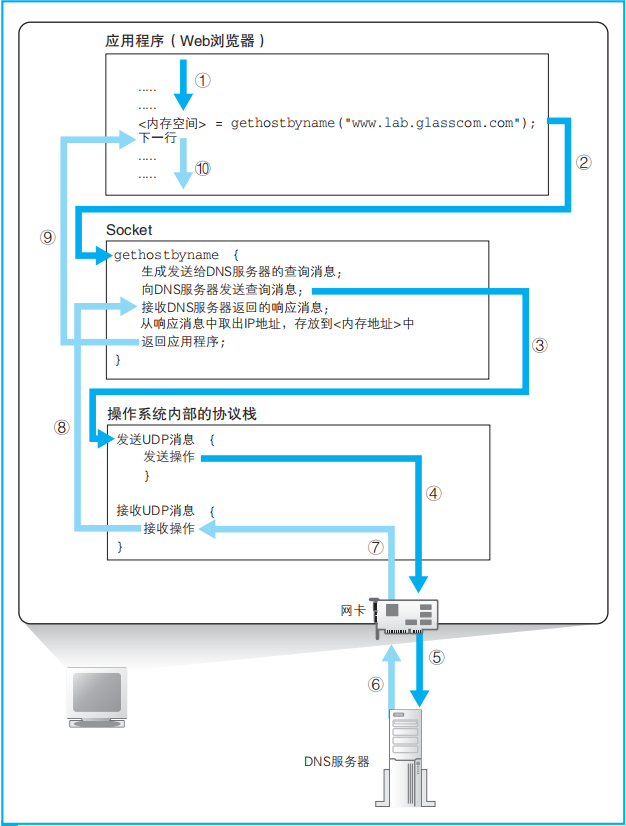 应用程序（Web浏览器）
①
.....
.....
<内存空间> = gethostbyname("www.lab.glasscom.com");
②
下一行
⑩
.....
.....
⑨
Socket
gethostbyname {
生成发送给DNS服务器的查询消息；
向DNS服务器发送查询消息；
接收DNS服务器返回的响应消息；
从响应消息中取出IP地址，存放到<内存地址>中
返回应用程序；
}
③
⑧
操作系统内部的协议栈
发送UDP消息 {
发送操作
}
④
接收UDP消息 {
接收操作
}
⑦
网卡
⑤
⑥
DNS服务器